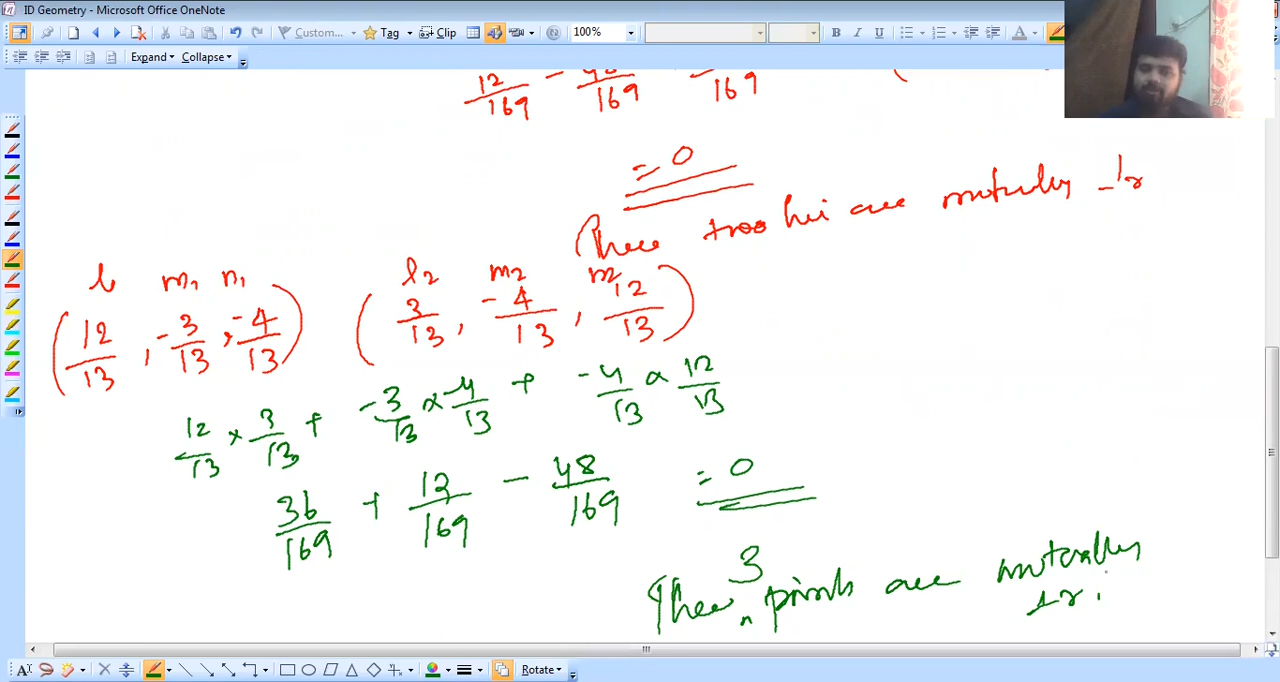 ID Geometry - Microsoft Office OneNote
Custom... Tag Clip 100% B I U A
Expand Collapse
12/169 - 48/169 /169
= 0
These two are mutually ⊥r
l m1 n1 l2 m2 m2
(12/13, -3/13, -4/13) (3/13, -4/13, 12/13)
12/13 × 3/13 + -3/13 × -4/13 + -4/13 × 12/13
36/169 + 12/169 - 48/169 = 0
3
These points are mutually
⊥r.
Rotate